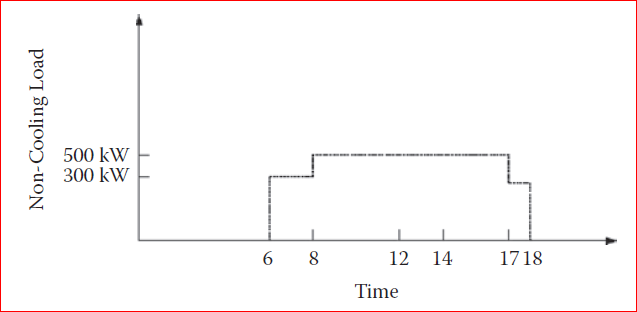 Non-Cooling Load
500 kW
300 kW
6 8 12 14 17 18
Time